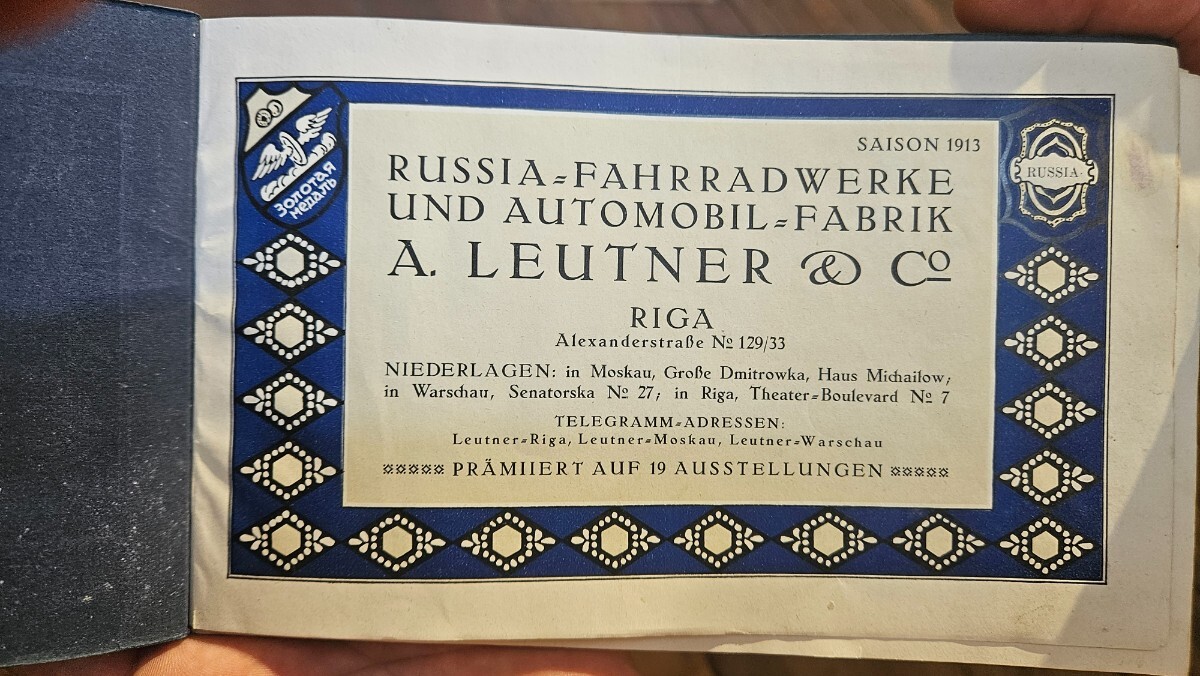 SAISON 1913
RUSSIA-FAHRRADWERKE
UND AUTOMOBIL-FABRIK
A. LEUTNER & Co
RIGA
Alexanderstraße № 129/33
NIEDERLAGEN: in Moskau, Große Dmitrowka, Haus Michailow;
in Warschau, Senatorska № 27; in Riga, Theater-Boulevard № 7
TELEGRAMM-ADRESSEN:
Leutner-Riga, Leutner-Moskau, Leutner-Warschau
PRÄMIIERT AUF 19 AUSSTELLUNGEN
ЗОЛОТАЯ
МЕДАЛЬ
RUSSIA